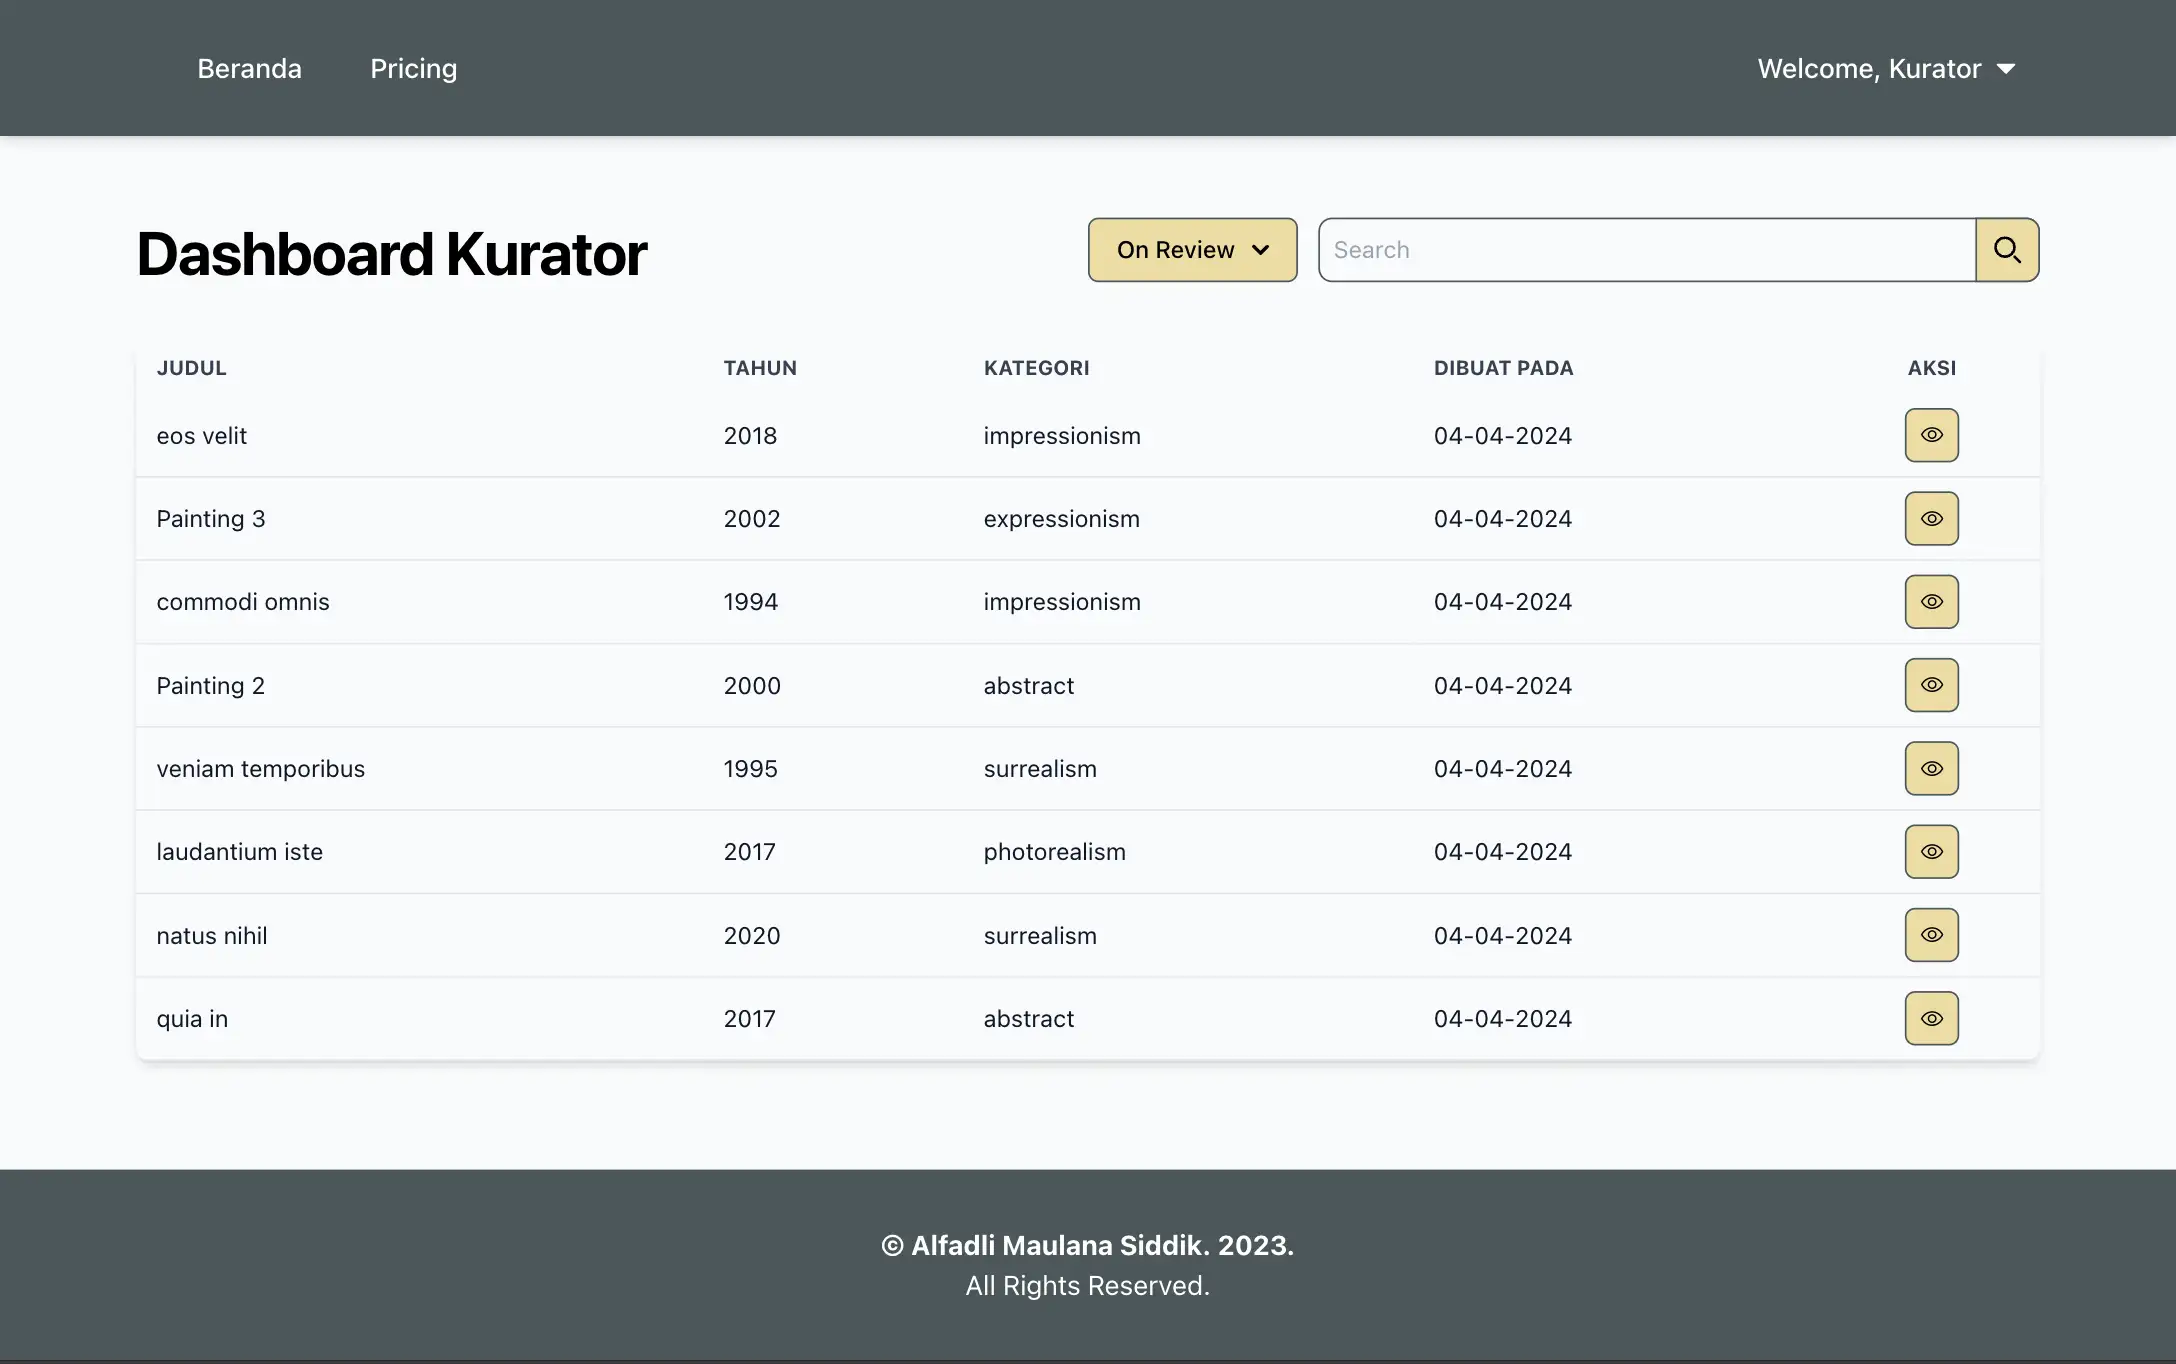 Beranda Pricing Welcome, Kurator
Dashboard Kurator On Review Search
JUDUL TAHUN KATEGORI DIBUAT PADA AKSI
eos velit 2018 impressionism 04-04-2024
Painting 3 2002 expressionism 04-04-2024
commodi omnis 1994 impressionism 04-04-2024
Painting 2 2000 abstract 04-04-2024
veniam temporibus 1995 surrealism 04-04-2024
laudantium iste 2017 photorealism 04-04-2024
natus nihil 2020 surrealism 04-04-2024
quia in 2017 abstract 04-04-2024
© Alfadli Maulana Siddik. 2023.
All Rights Reserved.